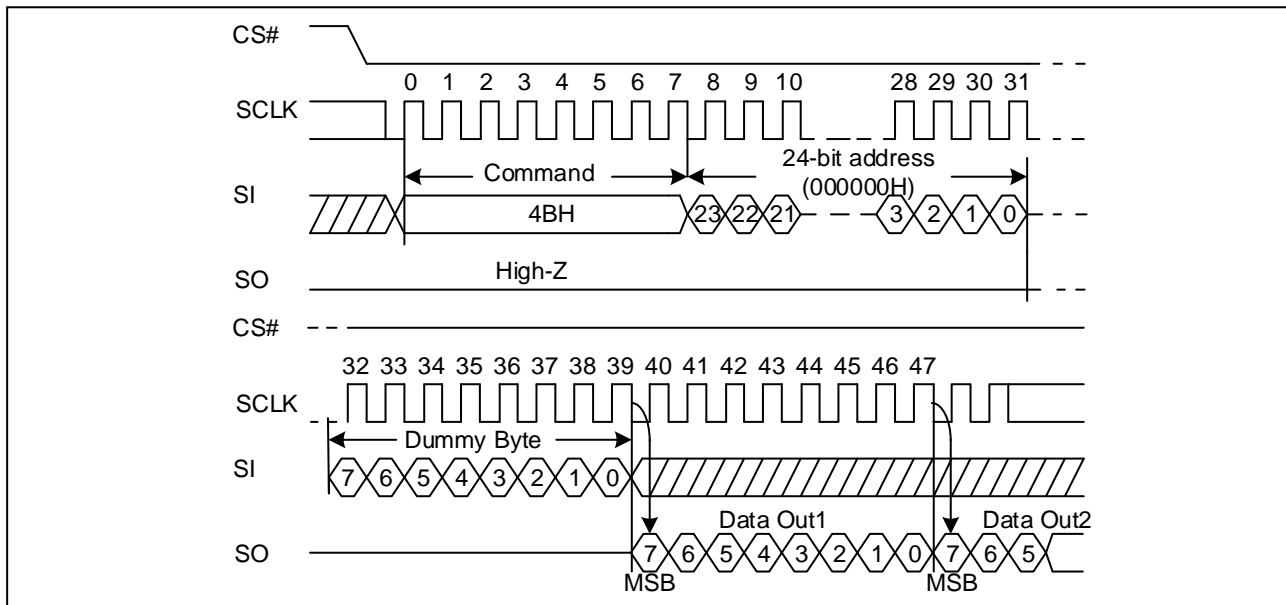 CS#
0 1 2 3 4 5 6 7 8 9 10 28 29 30 31
SCLK
Command
24-bit address
(000000H)
SI
4BH
23 22 21 3 2 1 0
High-Z
SO
CS#
32 33 34 35 36 37 38 39 40 41 42 43 44 45 46 47
SCLK
Dummy Byte
SI
7 6 5 4 3 2 1 0
Data Out1 Data Out2
SO
7 6 5 4 3 2 1 0 7 6 5
MSB MSB